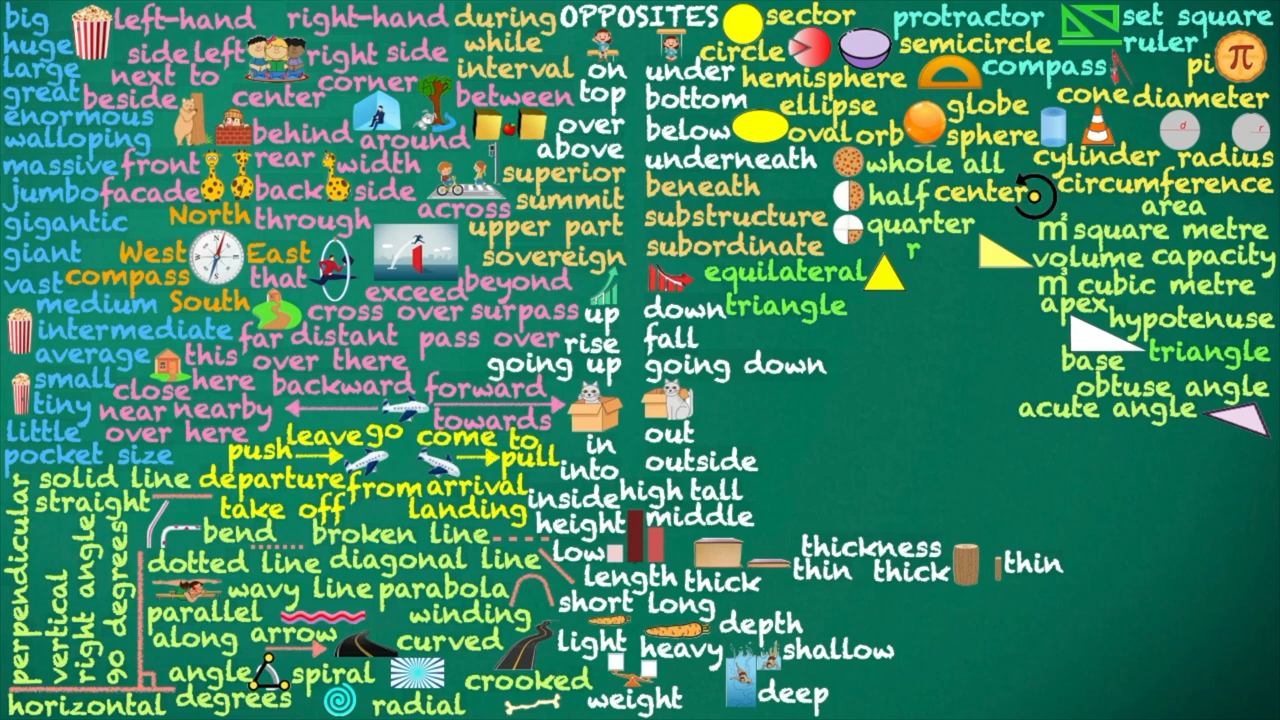 OPPOSITES
big
huge
large
great
enormous
walloping
massive
jumbo
gigantic
giant
vast
medium
intermediate
average
small
tiny
little
pocket size
left-hand
right-hand
side left
right side
next to
corner
beside
center
behind
around
front
rear
width
facade
back
side
North
through
West
East
compass
that
South
during
while
interval
between
across
exceed
beyond
cross over
surpass
far
distant
pass over
this
over there
close
here
backward
forward
near
nearby
towards
over here
on
top
over
above
superior
summit
upper part
sovereign
up
rise
going up
in
into
inside
under
bottom
below
underneath
beneath
substructure
subordinate
down
fall
going down
out
outside
high
tall
height
middle
low
length
thick
short
long
light
heavy
weight
depth
shallow
deep
thickness
thin
thick
thin
leave
go
come to
push
pull
departure
from
arrival
take off
landing
solid line
straight
bend
broken line
dotted line
diagonal line
wavy line
parabola
parallel
winding
along
arrow
curved
angle
spiral
crooked
degrees
radial
horizontal
perpendicular
vertical
right angle
90 degrees
sector
circle
semicircle
hemisphere
ellipse
oval
orb
globe
sphere
whole
all
half
center
quarter
r
equilateral
triangle
protractor
set square
ruler
compass
pi
π
cone
diameter
d
r
cylinder
radius
circumference
area
m² square metre
volume
capacity
m³ cubic metre
apex
hypotenuse
base
triangle
obtuse angle
acute angle